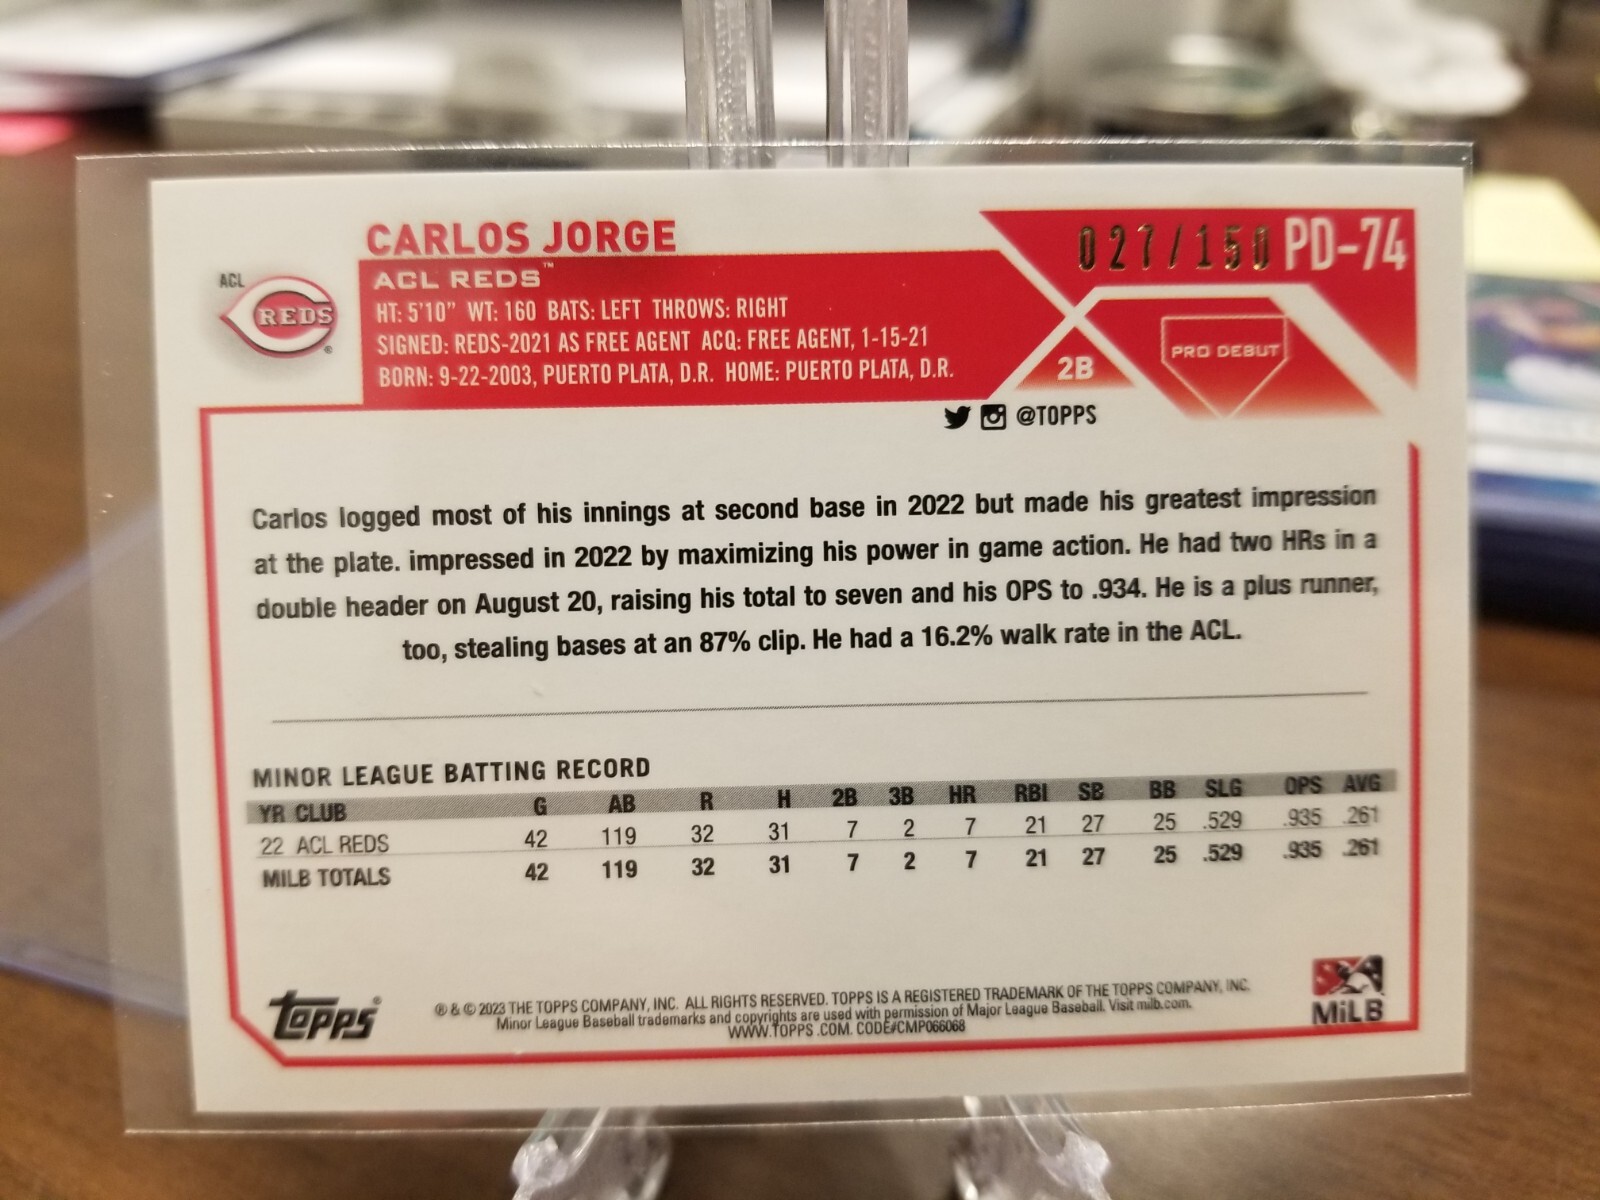 CARLOS JORGE
027/150 PD-74
ACL
REDS
ACL REDS™
HT: 5'10" WT: 160 BATS: LEFT THROWS: RIGHT
SIGNED: REDS-2021 AS FREE AGENT ACQ: FREE AGENT, 1-15-21
BORN: 9-22-2003, PUERTO PLATA, D.R. HOME: PUERTO PLATA, D.R.
2B
PRO DEBUT
@TOPPS
Carlos logged most of his innings at second base in 2022 but made his greatest impression
at the plate. impressed in 2022 by maximizing his power in game action. He had two HRs in a
double header on August 20, raising his total to seven and his OPS to .934. He is a plus runner,
too, stealing bases at an 87% clip. He had a 16.2% walk rate in the ACL.
MINOR LEAGUE BATTING RECORD
YR CLUB G AB R H 2B 3B HR RBI SB BB SLG OPS AVG
22 ACL REDS 42 119 32 31 7 2 7 21 27 25 .529 .935 .261
MILB TOTALS 42 119 32 31 7 2 7 21 27 25 .529 .935 .261
Topps®
® & © 2023 THE TOPPS COMPANY, INC. ALL RIGHTS RESERVED. TOPPS IS A REGISTERED TRADEMARK OF THE TOPPS COMPANY, INC.
Minor League Baseball trademarks and copyrights are used with permission of Major League Baseball. Visit milb.com.
WWW.TOPPS .COM. CODE#CMP066068
MiLB